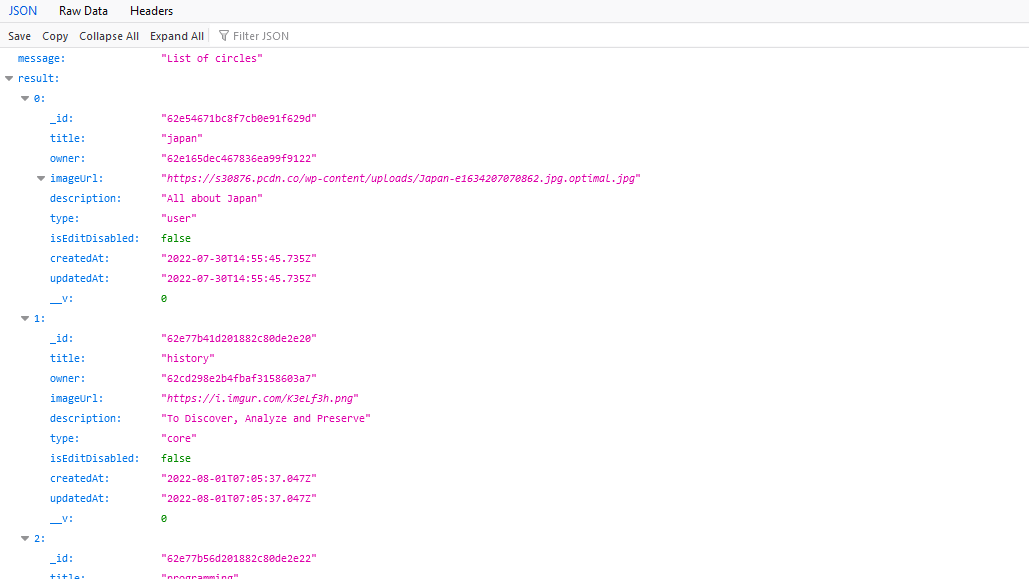 JSON Raw Data Headers
Save Copy Collapse All Expand All Filter JSON
message: "List of circles"
result:
0:
_id: "62e54671bc8f7cb0e91f629d"
title: "japan"
owner: "62e165dec467836ea99f9122"
imageUrl: "https://s30876.pcdn.co/wp-content/uploads/Japan-e1634207070862.jpg.optimal.jpg"
description: "All about Japan"
type: "user"
isEditDisabled: false
createdAt: "2022-07-30T14:55:45.735Z"
updatedAt: "2022-07-30T14:55:45.735Z"
__v: 0
1:
_id: "62e77b41d201882c80de2e20"
title: "history"
owner: "62cd298e2b4fbaf3158603a7"
imageUrl: "https://i.imgur.com/K3eLf3h.png"
description: "To Discover, Analyze and Preserve"
type: "core"
isEditDisabled: false
createdAt: "2022-08-01T07:05:37.047Z"
updatedAt: "2022-08-01T07:05:37.047Z"
__v: 0
2:
_id: "62e77b56d201882c80de2e22"
title: "programming"